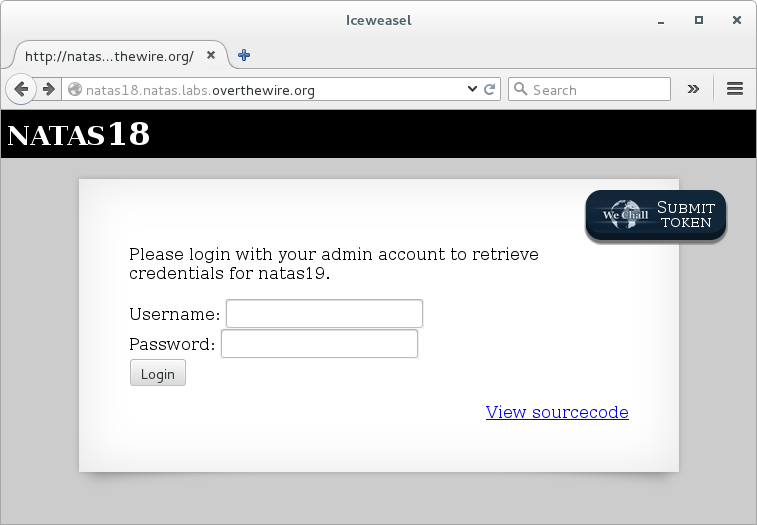 Iceweasel
http://natas...thewire.org/
natas18.natas.labs.overthewire.org
Search
NATAS18
We Chall
SUBMIT
TOKEN
Please login with your admin account to retrieve
credentials for natas19.
Username:
Password:
Login
View sourcecode